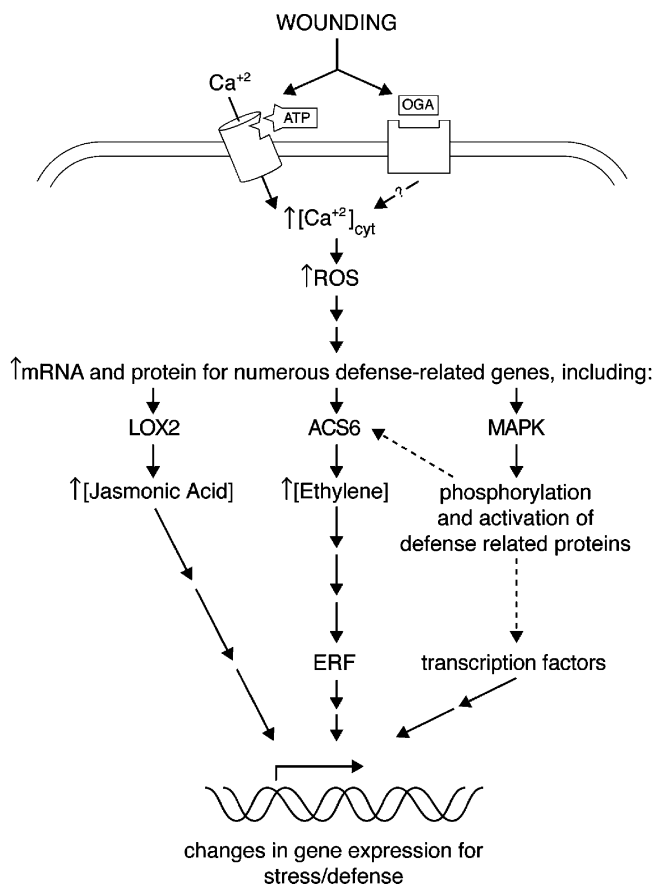 WOUNDING
Ca⁺²
ATP
OGA
?
↑[Ca⁺²]cyt
↑ROS
↑mRNA and protein for numerous defense-related genes, including:
LOX2
ACS6
MAPK
↑[Jasmonic Acid]
↑[Ethylene]
phosphorylation
and activation of
defense related proteins
ERF
transcription factors
changes in gene expression for
stress/defense